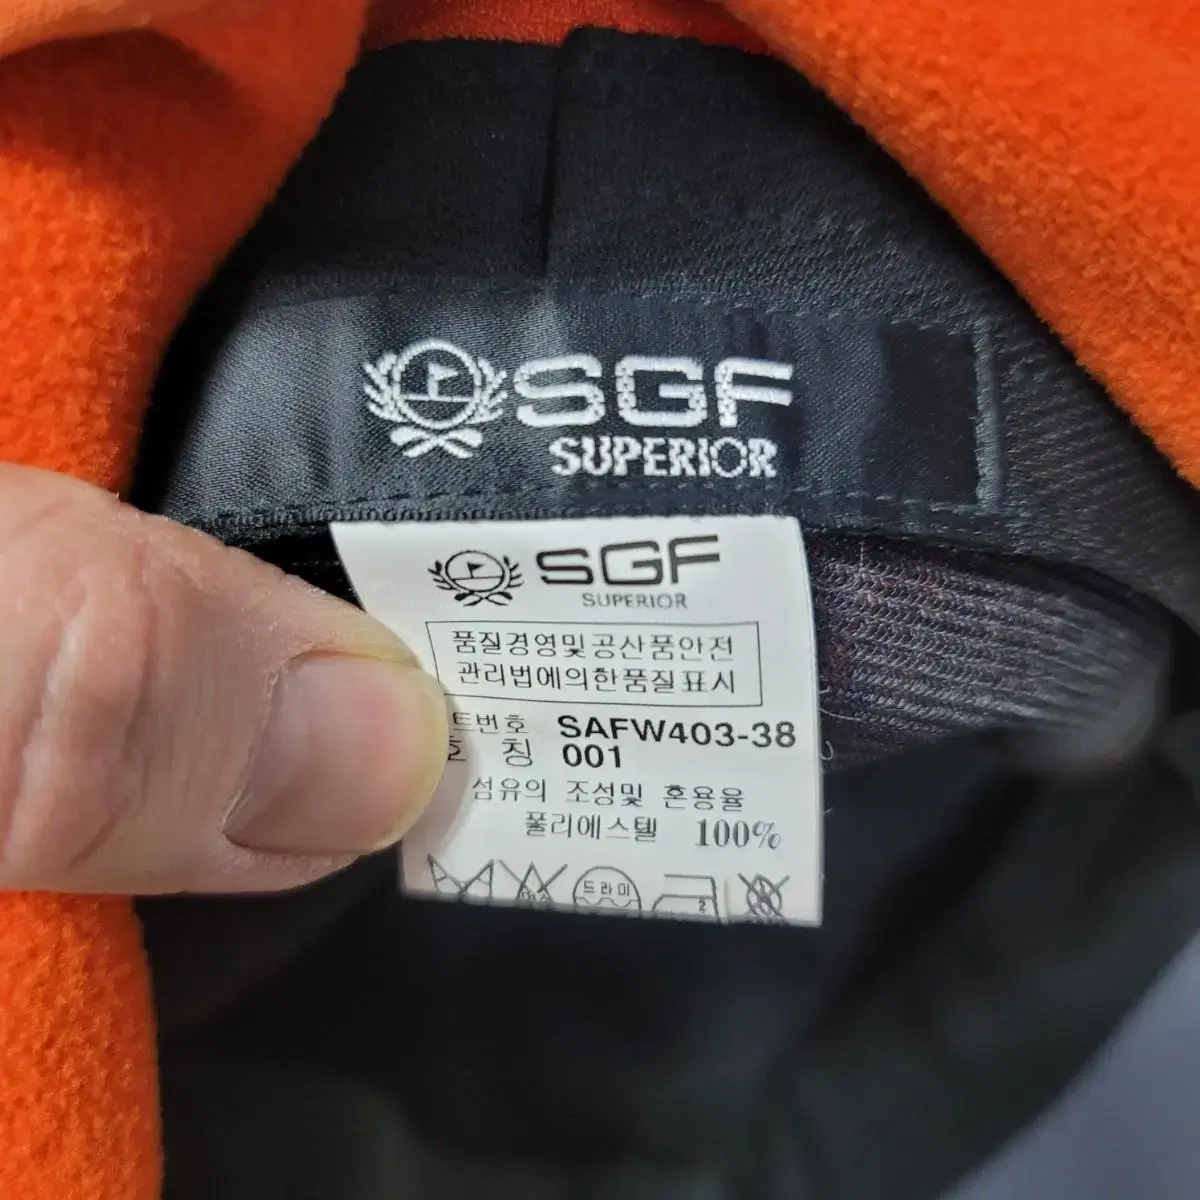 SGF
SUPERIOR
SGF
SUPERIOR
품질경영및공산품안전
관리법에의한품질표시
트번호 SAFW403-38
호 칭 001
섬유의 조성및 혼용율
폴리에스텔 100%
드라이
2